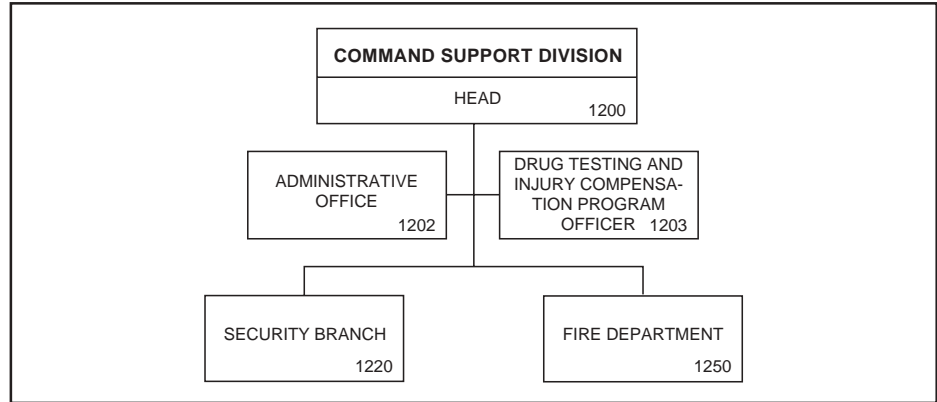 COMMAND SUPPORT DIVISION
HEAD
1200
ADMINISTRATIVE
OFFICE
1202
DRUG TESTING AND
INJURY COMPENSA-
TION PROGRAM
OFFICER 1203
SECURITY BRANCH
1220
FIRE DEPARTMENT
1250